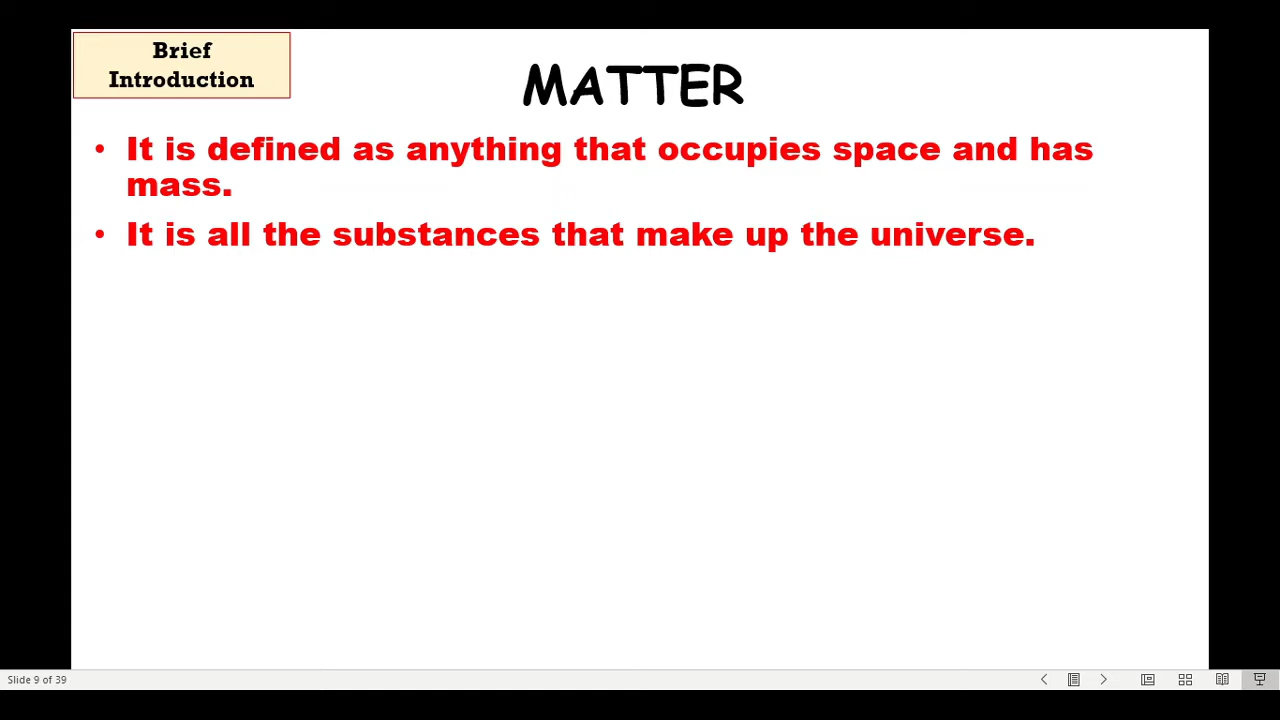 Brief
Introduction
MATTER
• It is defined as anything that occupies space and has
mass.
• It is all the substances that make up the universe.
Slide 9 of 39